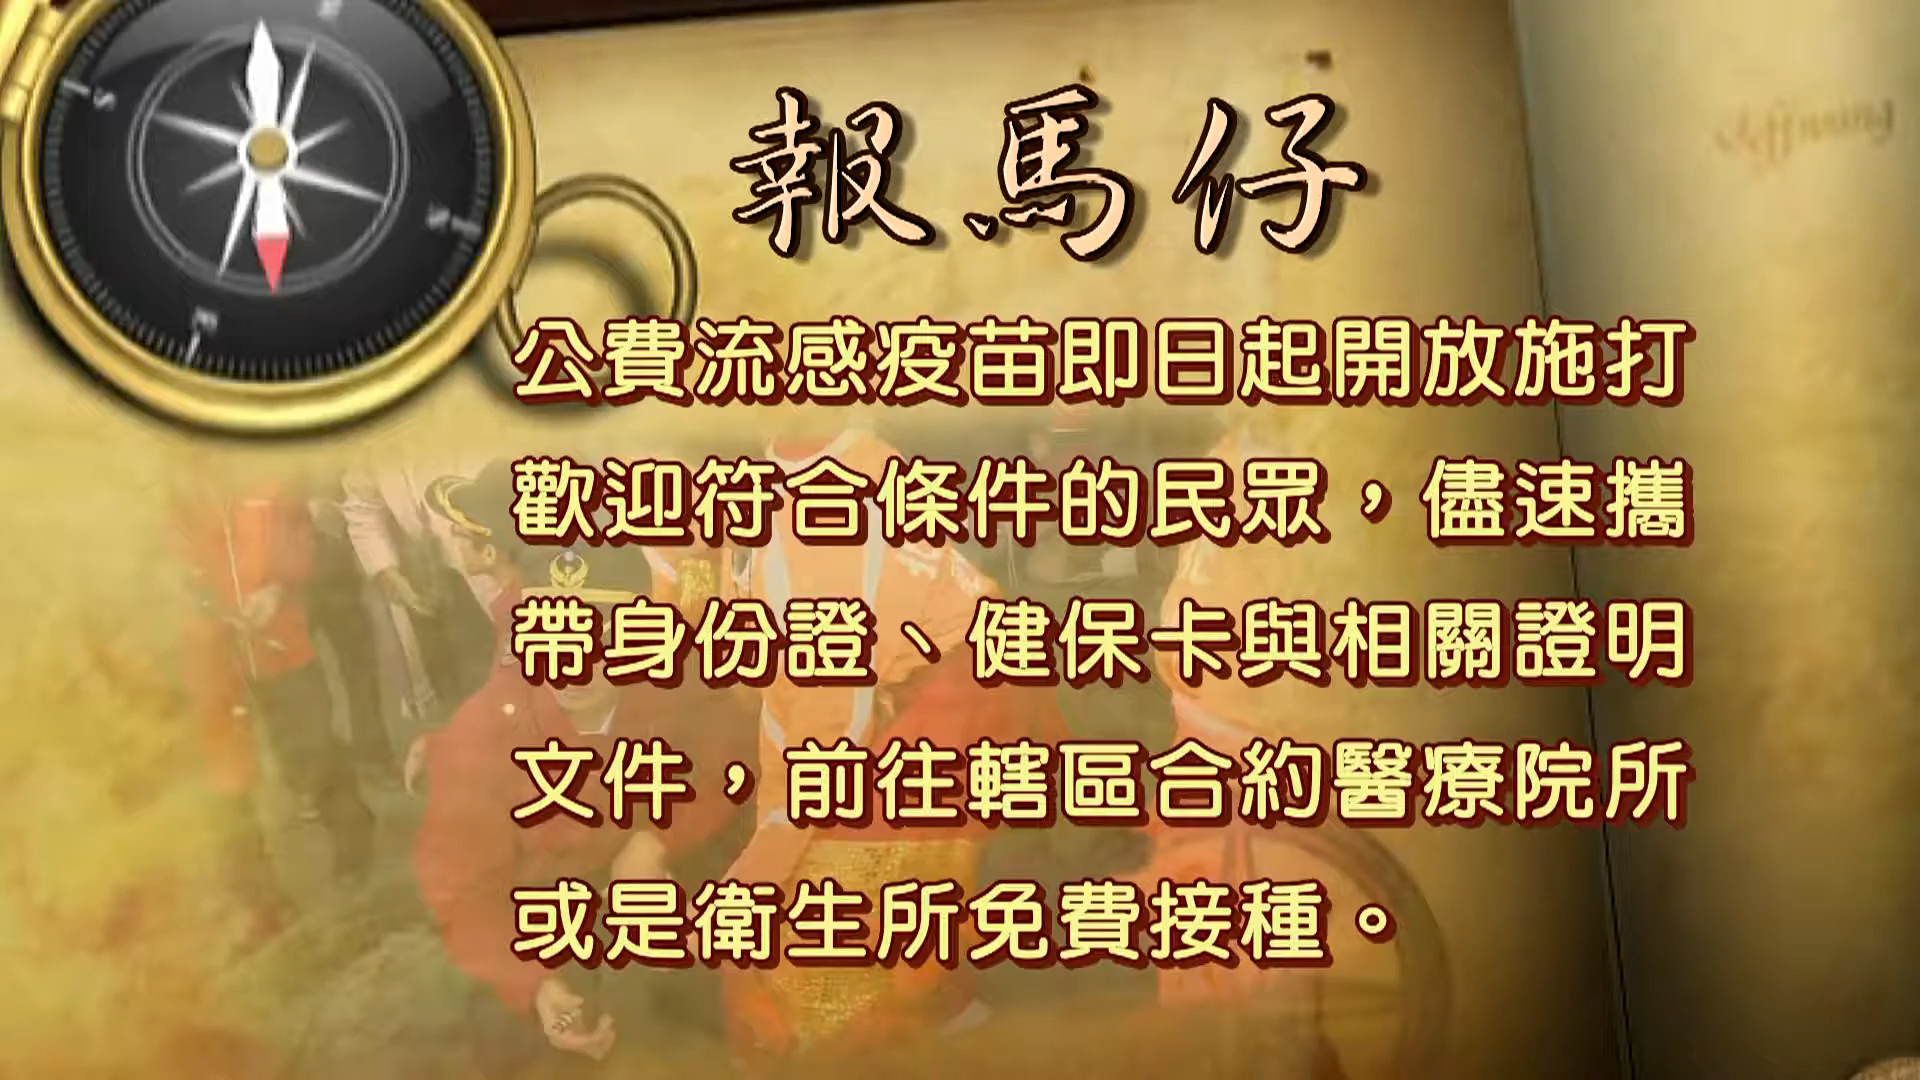 報馬仔
公費流感疫苗即日起開放施打
歡迎符合條件的民眾，儘速攜
帶身份證、健保卡與相關證明
文件，前往轄區合約醫療院所
或是衛生所免費接種。